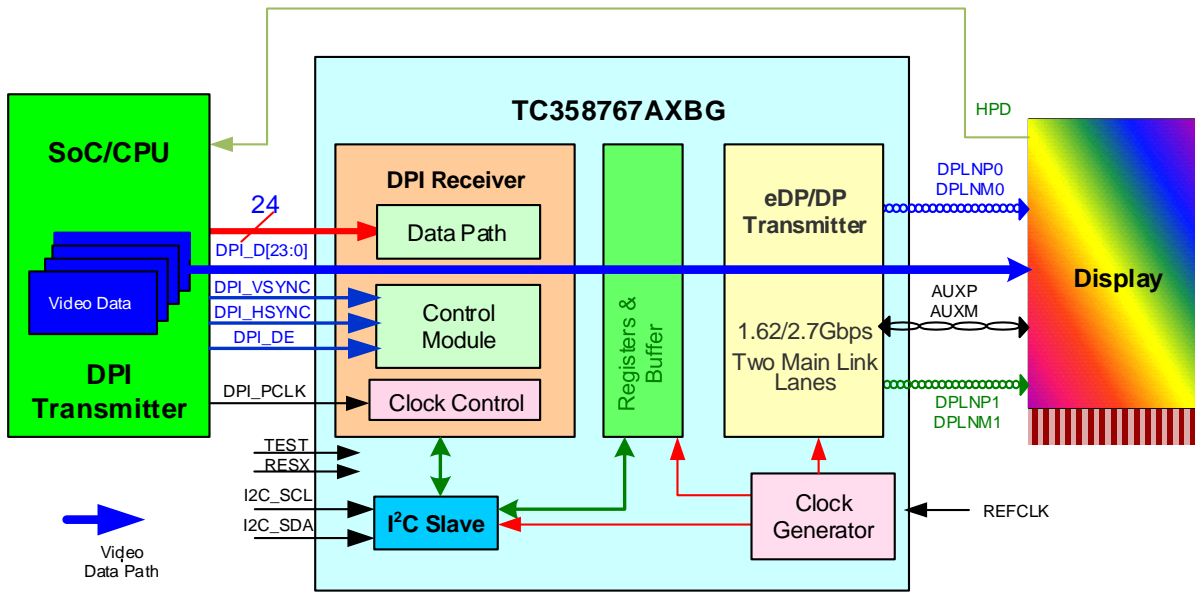 TC358767AXBG
HPD
SoC/CPU
24
DPI_D[23:0]
Video Data
DPI_VSYNC
DPI_HSYNC
DPI_DE
DPI
Transmitter
DPI_PCLK
DPI Receiver
Data Path
Control
Module
Clock Control
Registers &
Buffer
eDP/DP
Transmitter
1.62/2.7Gbps
Two Main Link
Lanes
DPLNP0
DPLNM0
Display
AUXP
AUXM
DPLNP1
DPLNM1
TEST
RESX
I2C_SCL
I2C_SDA
I²C Slave
Clock
Generator
REFCLK
Video
Data Path